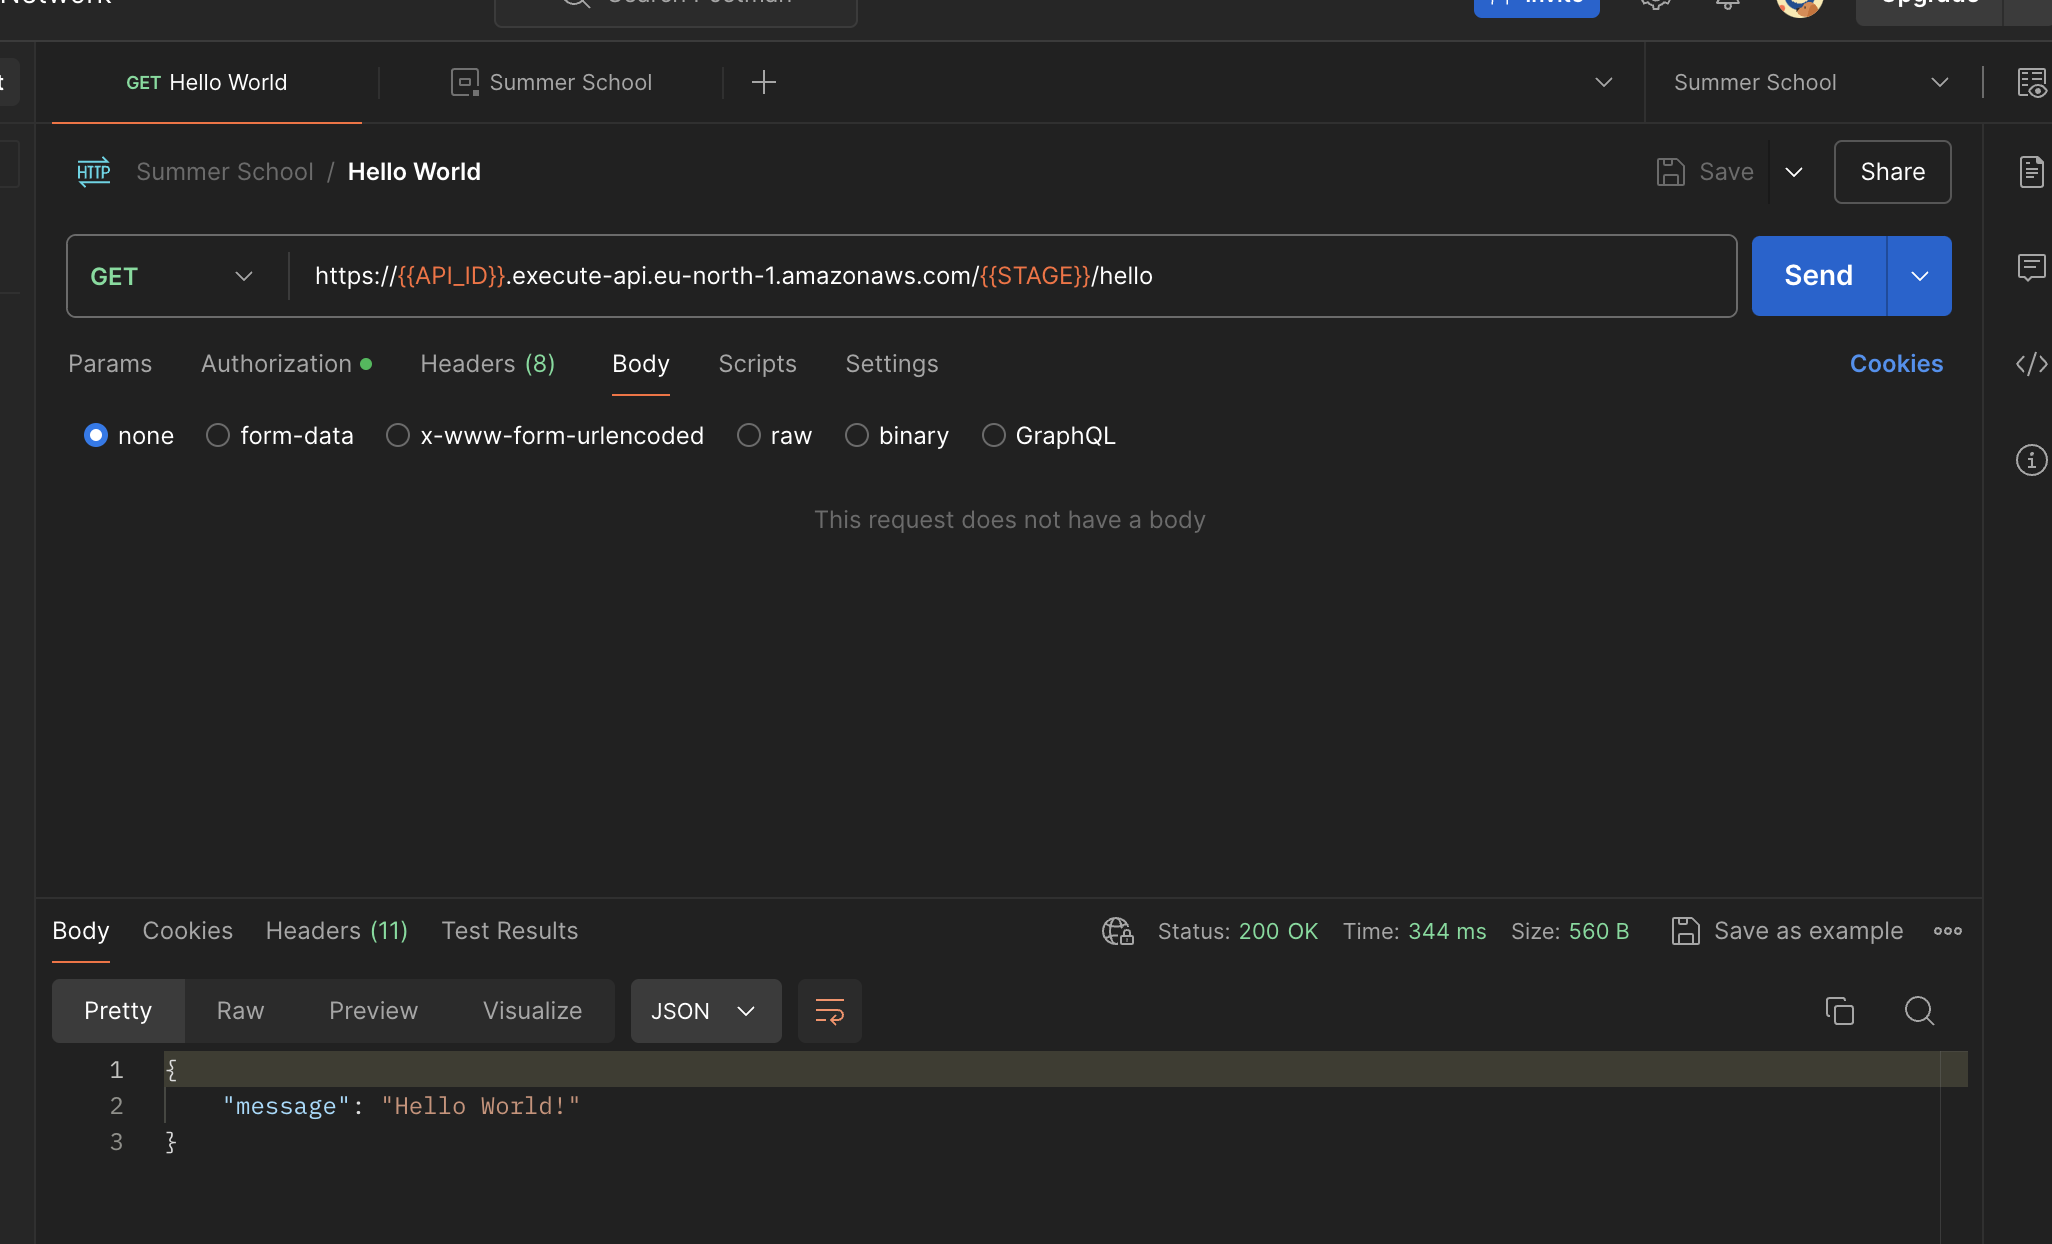 GET Hello World
Summer School
Summer School
HTTP
Summer School / Hello World
Save
Share
GET
https://{{API_ID}}.execute-api.eu-north-1.amazonaws.com/{{STAGE}}/hello
Send
Params
Authorization
Headers (8)
Body
Scripts
Settings
Cookies
none
form-data
x-www-form-urlencoded
raw
binary
GraphQL
This request does not have a body
Body
Cookies
Headers (11)
Test Results
Status: 200 OK
Time: 344 ms
Size: 560 B
Save as example
Pretty
Raw
Preview
Visualize
JSON
1 {
2 "message": "Hello World!"
3 }